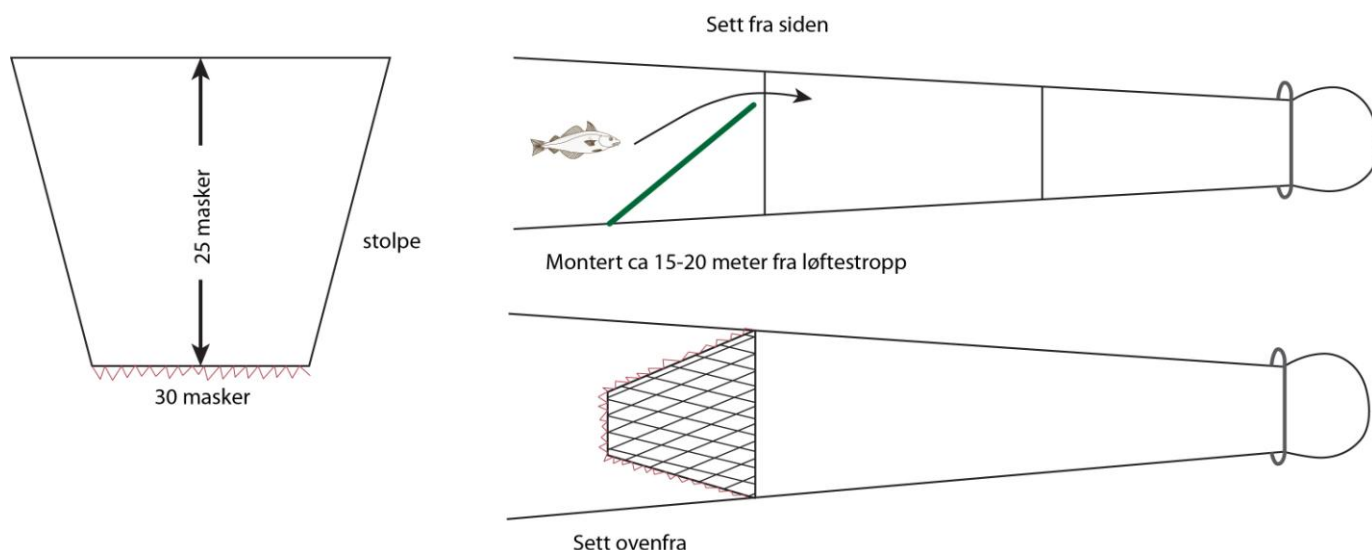 Sett fra siden
25 masker
stolpe
30 masker
Montert ca 15-20 meter fra løftestropp
Sett ovenfra